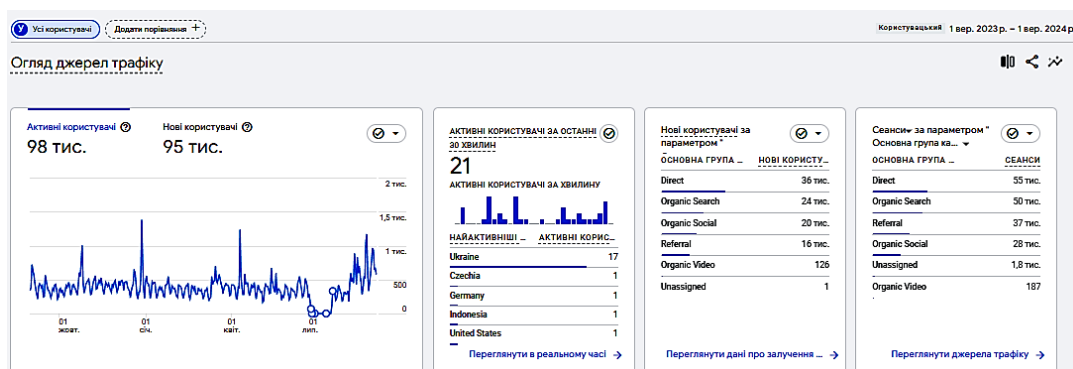 У Усі користувачі Додати порівняння +
Користувацький 1 вер. 2023 р. – 1 вер. 2024 р
Огляд джерел трафіку
Активні користувачі
98 тис.
Нові користувачі
95 тис.
2 тис.
1,5 тис.
1 тис.
500
0
01 жовт.
01 січ.
01 квіт.
01 лип.
АКТИВНІ КОРИСТУВАЧІ ЗА ОСТАННІ
30 ХВИЛИН
21
АКТИВНІ КОРИСТУВАЧІ ЗА ХВИЛИНУ
НАЙАКТИВНІШІ ... АКТИВНІ КОРИС...
Ukraine 17
Czechia 1
Germany 1
Indonesia 1
United States 1
Переглянути в реальному часі →
Нові користувачі за
параметром "
ОСНОВНА ГРУПА ... НОВІ КОРИСТУ...
Direct 36 тис.
Organic Search 24 тис.
Organic Social 20 тис.
Referral 16 тис.
Organic Video 126
Unassigned 1
Переглянути дані про залучення ... →
Сеанси за параметром "
Основна група ка...
ОСНОВНА ГРУПА ... СЕАНСИ
Direct 55 тис.
Organic Search 50 тис.
Referral 37 тис.
Organic Social 28 тис.
Unassigned 1,8 тис.
Organic Video 187
Переглянути джерела трафіку →